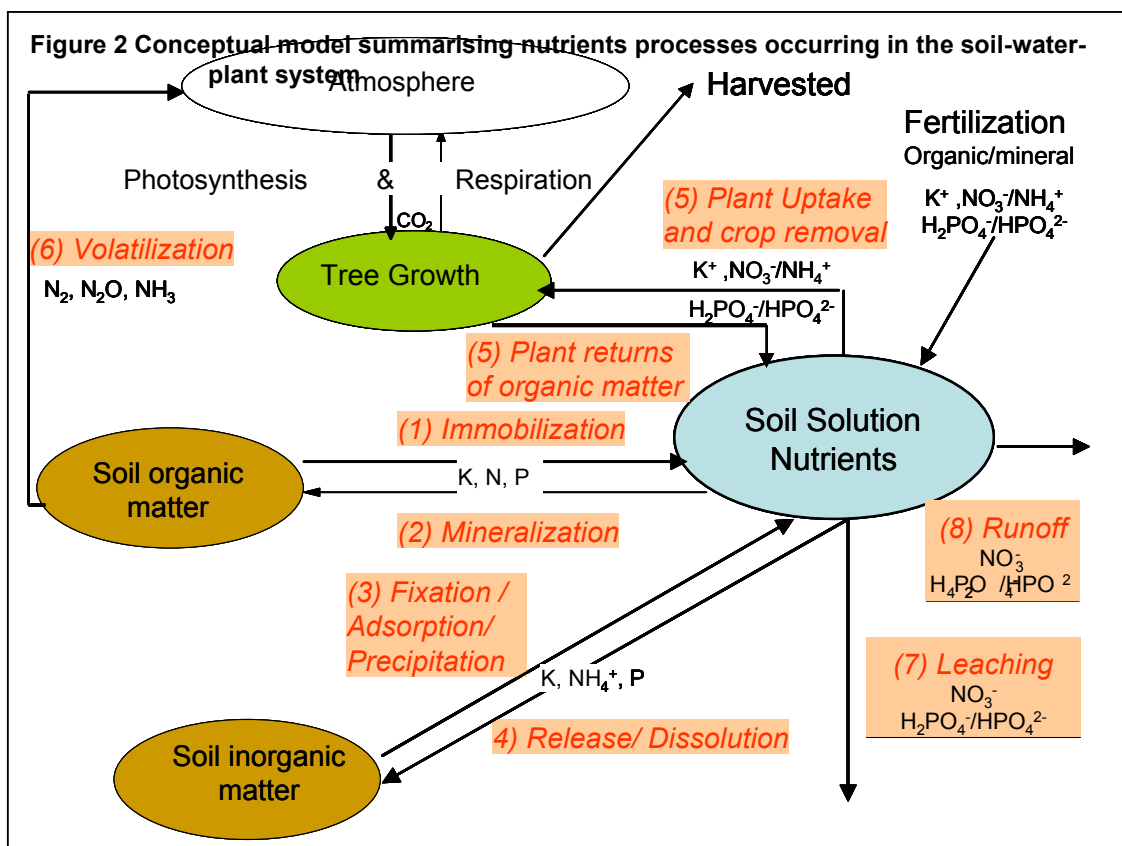 Figure 2 Conceptual model summarising nutrients processes occurring in the soil-water-
plant system
Atmosphere
Harvested
Fertilization
Organic/mineral
K⁺ ,NO₃⁻/NH₄⁺
H₂PO₄⁻/HPO₄²⁻
Photosynthesis & Respiration
CO₂
(5) Plant Uptake
and crop removal
K⁺ ,NO₃⁻/NH₄⁺
H₂PO₄⁻/HPO₄²⁻
(6) Volatilization
N₂, N₂O, NH₃
Tree Growth
(5) Plant returns
of organic matter
(1) Immobilization
K, N, P
(2) Mineralization
Soil organic
matter
Soil Solution
Nutrients
(8) Runoff
NO₃⁻
H₄P₂O /₄HPO ²
(3) Fixation /
Adsorption/
Precipitation
K, NH₄⁺, P
4) Release/ Dissolution
(7) Leaching
NO₃⁻
H₂PO₄⁻/HPO₄²⁻
Soil inorganic
matter